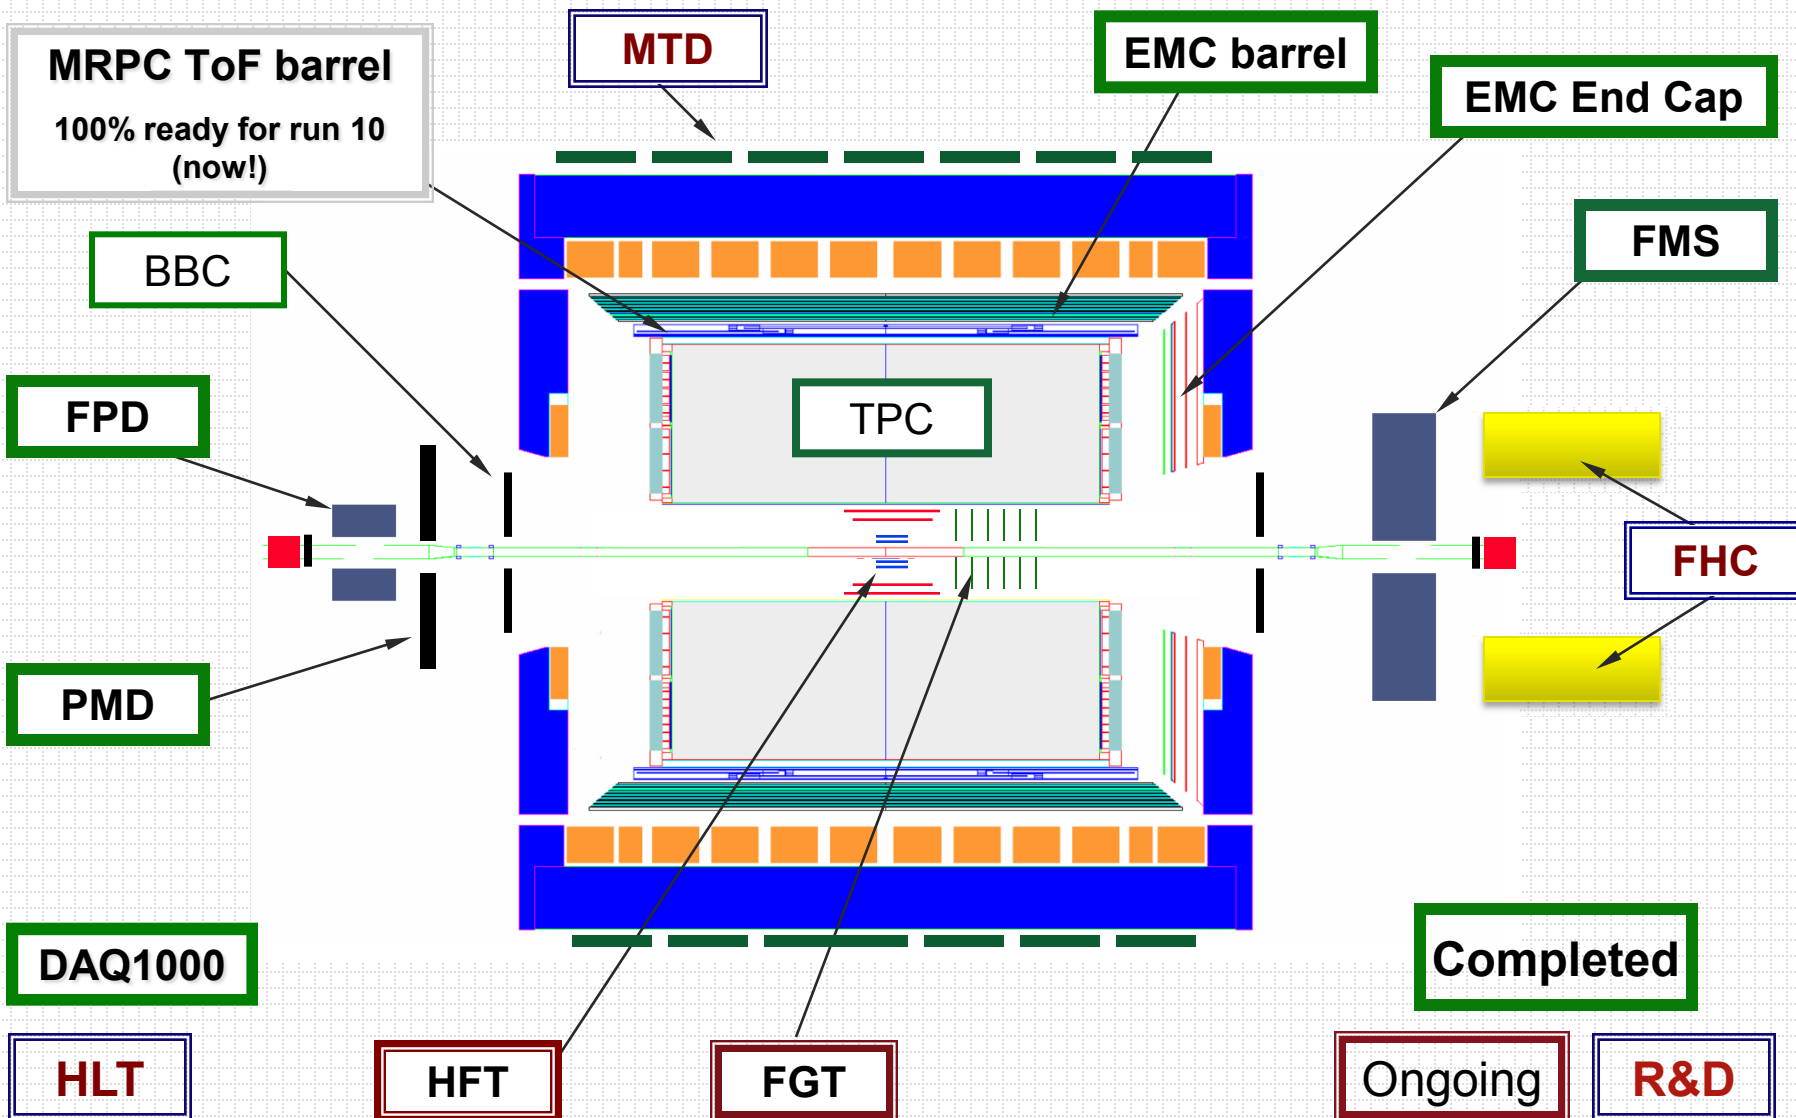 MRPC ToF barrel
100% ready for run 10
(now!)
MTD
EMC barrel
EMC End Cap
BBC
FMS
FPD
TPC
FHC
PMD
DAQ1000
Completed
HLT
HFT
FGT
Ongoing
R&D